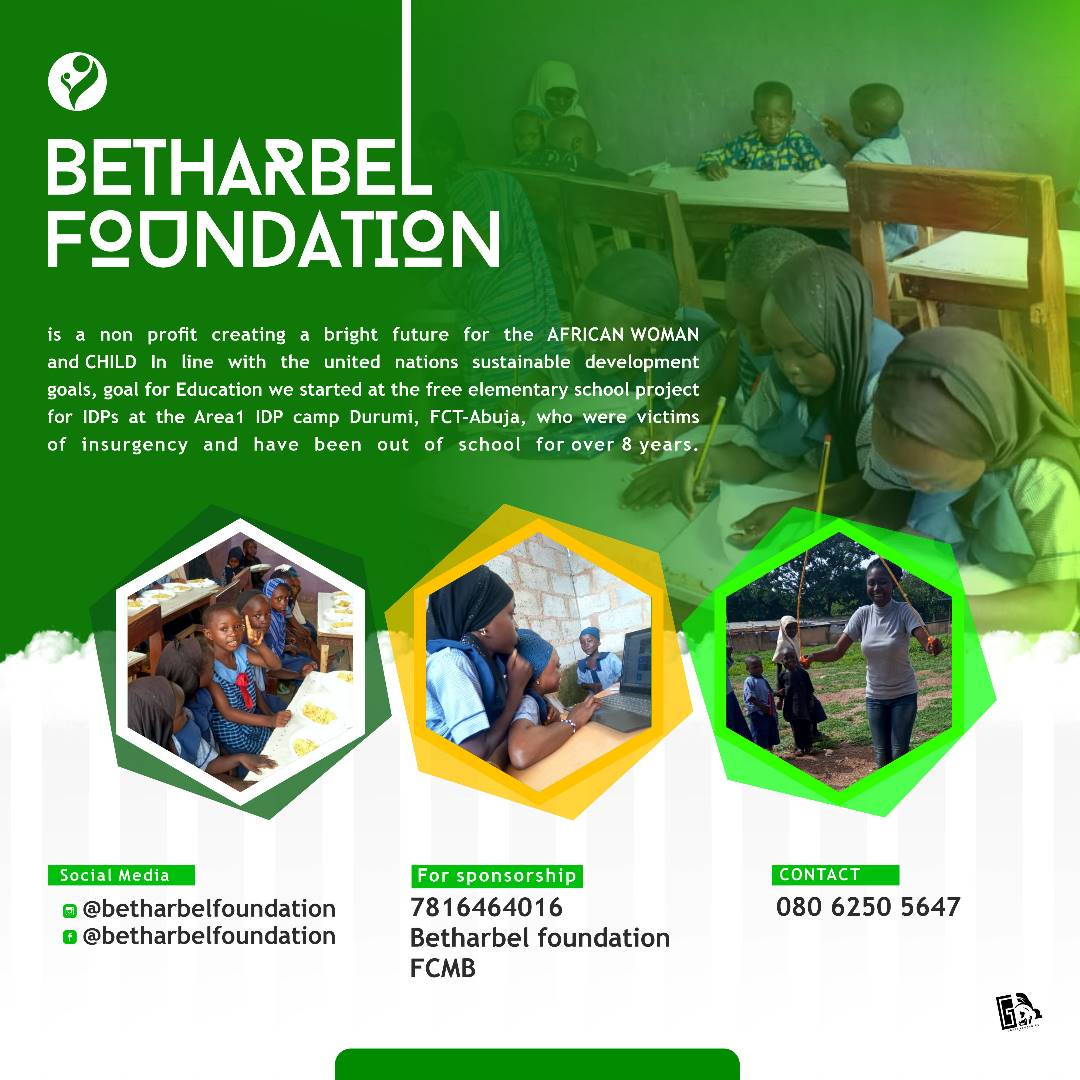 BETHARBEL
FOUNDATION
is a non profit creating a bright future for the AFRICAN WOMAN
and CHILD In line with the united nations sustainable development
goals, goal for Education we started at the free elementary school project
for IDPs at the Area1 IDP camp Durumi, FCT-Abuja, who were victims
of insurgency and have been out of school for over 8 years.
Social Media
@betharbelfoundation
@betharbelfoundation
For sponsorship
7816464016
Betharbel foundation
FCMB
CONTACT
080 6250 5647